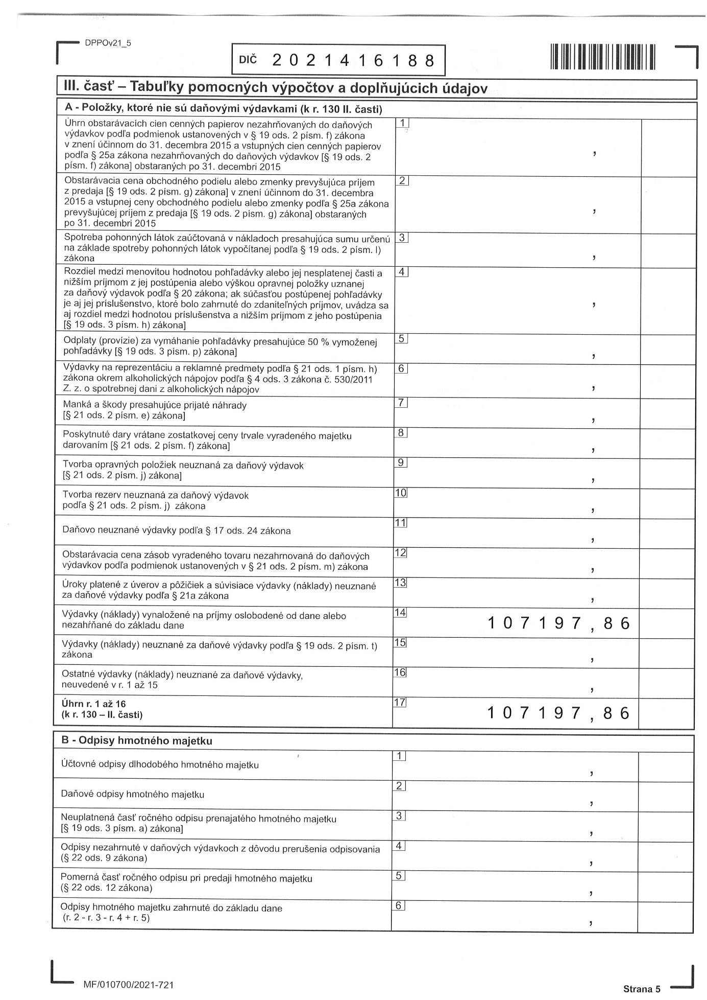 DPPOv21_5
DIČ 2 0 2 1 4 1 6 1 8 8
III. časť – Tabuľky pomocných výpočtov a doplňujúcich údajov
A - Položky, ktoré nie sú daňovými výdavkami (k r. 130 II. časti)
Úhrn obstarávacích cien cenných papierov nezahrňovaných do daňových
výdavkov podľa podmienok ustanovených v § 19 ods. 2 písm. f) zákona
v znení účinnom do 31. decembra 2015 a vstupných cien cenných papierov
podľa § 25a zákona nezahrňovaných do daňových výdavkov [§ 19 ods. 2
písm. f) zákona] obstaraných po 31. decembri 2015
1
,
Obstarávacia cena obchodného podielu alebo zmenky prevyšujúca príjem
z predaja [§ 19 ods. 2 písm. g) zákona] v znení účinnom do 31. decembra
2015 a vstupnej ceny obchodného podielu alebo zmenky podľa § 25a zákona
prevyšujúcej príjem z predaja [§ 19 ods. 2 písm. g) zákona] obstaraných
po 31. decembri 2015
2
,
Spotreba pohonných látok zaúčtovaná v nákladoch presahujúca sumu určenú
na základe spotreby pohonných látok vypočítanej podľa § 19 ods. 2 písm. l)
zákona
3
,
Rozdiel medzi menovitou hodnotou pohľadávky alebo jej nesplatenej časti a
nižším príjmom z jej postúpenia alebo výškou opravnej položky uznanej
za daňový výdavok podľa § 20 zákona; ak súčasťou postúpenej pohľadávky
je aj jej príslušenstvo, ktoré bolo zahrnuté do zdaniteľných príjmov, uvádza sa
aj rozdiel medzi hodnotou príslušenstva a nižším príjmom z jeho postúpenia
[§ 19 ods. 3 písm. h) zákona]
4
,
Odplaty (provízie) za vymáhanie pohľadávky presahujúce 50 % vymoženej
pohľadávky [§ 19 ods. 3 písm. p) zákona]
5
,
Výdavky na reprezentáciu a reklamné predmety podľa § 21 ods. 1 písm. h)
zákona okrem alkoholických nápojov podľa § 4 ods. 3 zákona č. 530/2011
Z. z. o spotrebnej dani z alkoholických nápojov
6
,
Manká a škody presahujúce prijaté náhrady
[§ 21 ods. 2 písm. e) zákona]
7
,
Poskytnuté dary vrátane zostatkovej ceny trvale vyradeného majetku
darovaním [§ 21 ods. 2 písm. f) zákona]
8
,
Tvorba opravných položiek neuznaná za daňový výdavok
[§ 21 ods. 2 písm. j) zákona]
9
,
Tvorba rezerv neuznaná za daňový výdavok
podľa § 21 ods. 2 písm. j) zákona
10
,
Daňovo neuznané výdavky podľa § 17 ods. 24 zákona
11
,
Obstarávacia cena zásob vyradeného tovaru nezahrnovaná do daňových
výdavkov podľa podmienok ustanovených v § 21 ods. 2 písm. m) zákona
12
,
Úroky platené z úverov a pôžičiek a súvisiace výdavky (náklady) neuznané
za daňové výdavky podľa § 21a zákona
13
,
Výdavky (náklady) vynaložené na príjmy oslobodené od dane alebo
nezahŕňané do základu dane
14
1 0 7 1 9 7 , 8 6
Výdavky (náklady) neuznané za daňové výdavky podľa § 19 ods. 2 písm. t)
zákona
15
,
Ostatné výdavky (náklady) neuznané za daňové výdavky,
neuvedené v r. 1 až 15
16
,
Úhrn r. 1 až 16
(k r. 130 – II. časti)
17
1 0 7 1 9 7 , 8 6
B - Odpisy hmotného majetku
Účtovné odpisy dlhodobého hmotného majetku
1
,
Daňové odpisy hmotného majetku
2
,
Neuplatnená časť ročného odpisu prenajatého hmotného majetku
[§ 19 ods. 3 písm. a) zákona]
3
,
Odpisy nezahrnuté v daňových výdavkoch z dôvodu prerušenia odpisovania
(§ 22 ods. 9 zákona)
4
,
Pomerná časť ročného odpisu pri predaji hmotného majetku
(§ 22 ods. 12 zákona)
5
,
Odpisy hmotného majetku zahrnuté do základu dane
(r. 2 - r. 3 - r. 4 + r. 5)
6
,
MF/010700/2021-721
Strana 5